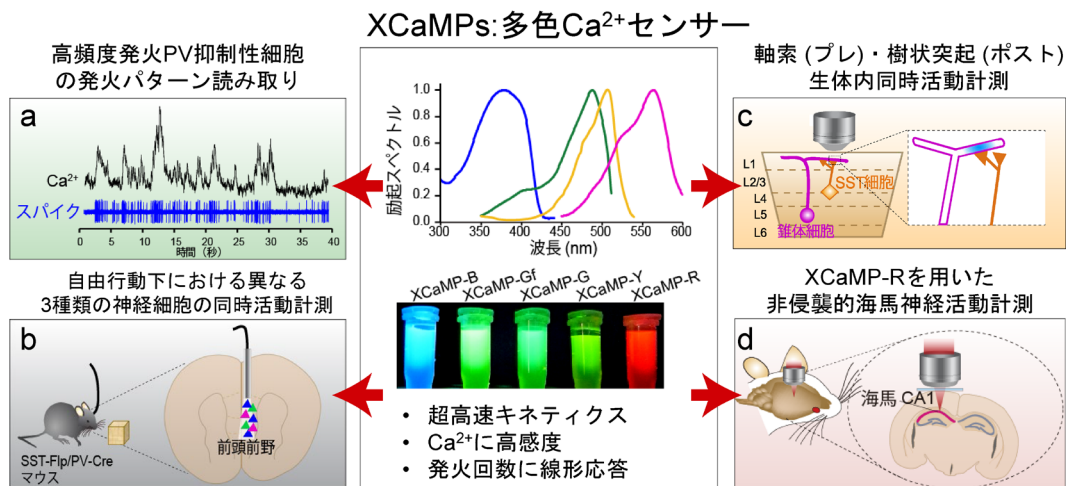 XCaMPs:多色Ca²⁺センサー
高頻度発火PV抑制性細胞
の発火パターン読み取り
a
Ca²⁺
スパイク
0 10 20 30 40
時間（秒）
自由行動下における異なる
3種類の神経細胞の同時活動計測
b
SST-Flp/PV-Cre
マウス
前頭前野
励起スペクトル
1.0
0.8
0.6
0.4
0.2
0.0
300 350 400 450 500 550 600
波長 (nm)
XCaMP-B
XCaMP-Gf
XCaMP-G
XCaMP-Y
XCaMP-R
• 超高速キネティクス
• Ca²⁺に高感度
• 発火回数に線形応答
軸索 (プレ)・樹状突起 (ポスト)
生体内同時活動計測
c
L1
L2/3
L4
L5
L6
SST細胞
錐体細胞
XCaMP-Rを用いた
非侵襲的海馬神経活動計測
d
海馬 CA1